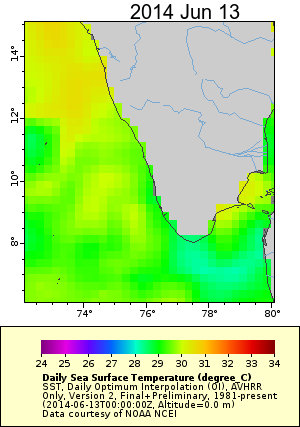 2014 Jun 13
14°
12°
10°
8°
74° 76° 78° 80°
24 25 26 27 28 29 30 31 32 33 34
Daily Sea Surface Temperature (degree_C)
SST, Daily Optimum Interpolation (OI), AVHRR
Only, Version 2, Final+Preliminary, 1981-present
(2014-06-13T00:00:00Z, Altitude=0.0 m)
Data courtesy of NOAA NCEI